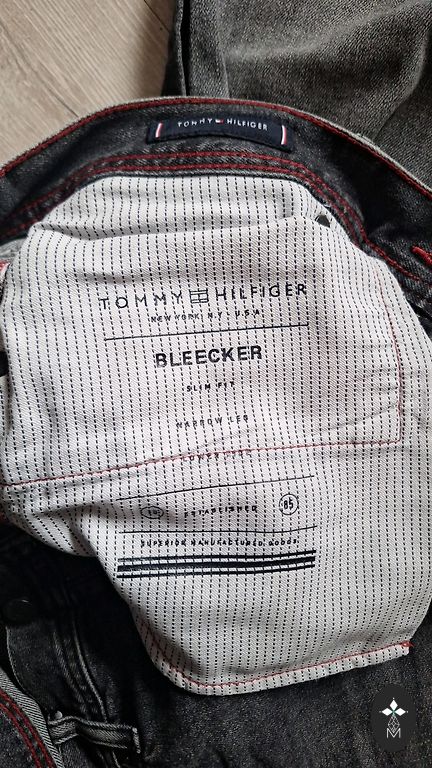 TOMMY HILFIGER
TOMMY HILFIGER
NEW YORK, N.Y. U.S.A.
BLEECKER
SLIM FIT
NARROW LEG
ESTABLISHED 85
SUPERIOR MANUFACTURED GOODS